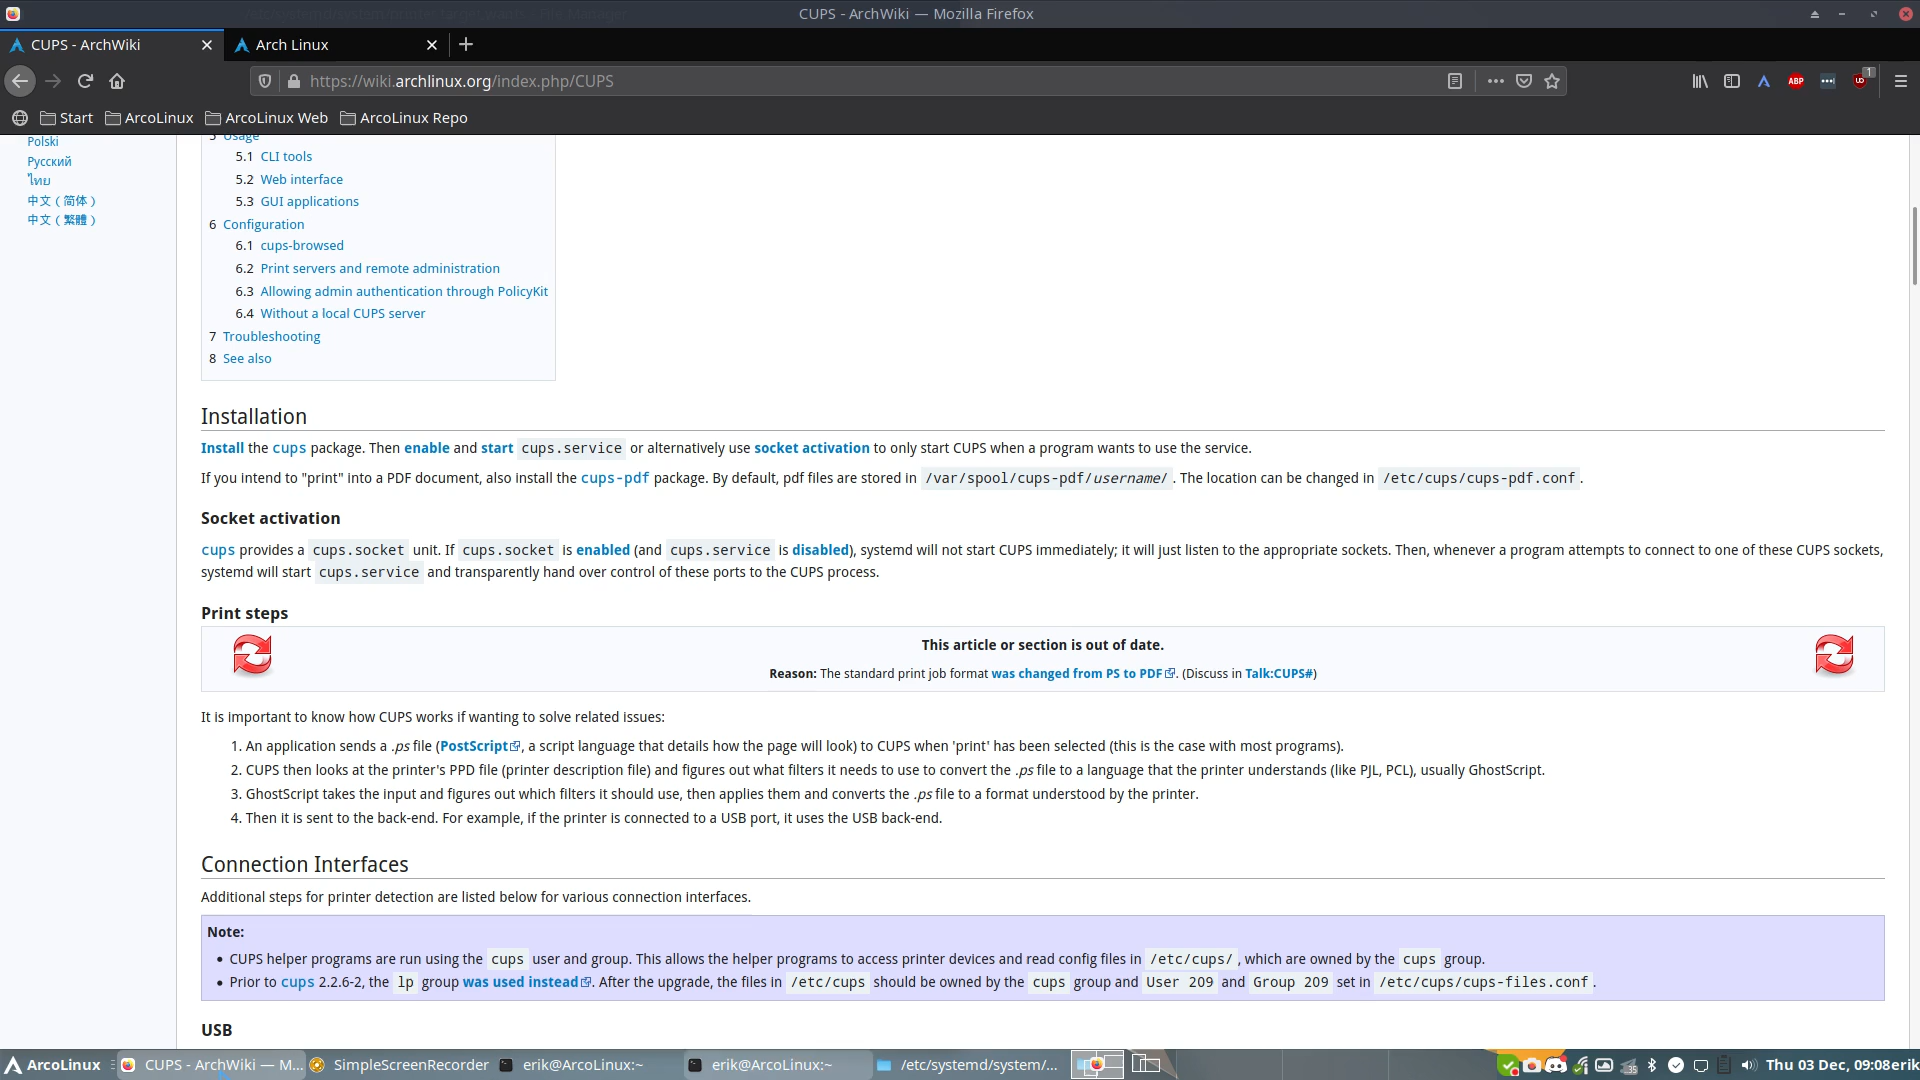 CUPS - ArchWiki — Mozilla Firefox
CUPS - ArchWiki
Arch Linux
https://wiki.archlinux.org/index.php/CUPS
ABP
1
Start
ArcoLinux
ArcoLinux Web
ArcoLinux Repo
Polski
Русский
ไทย
中文（简体）
中文（繁體）
5 Usage
5.1 CLI tools
5.2 Web interface
5.3 GUI applications
6 Configuration
6.1 cups-browsed
6.2 Print servers and remote administration
6.3 Allowing admin authentication through PolicyKit
6.4 Without a local CUPS server
7 Troubleshooting
8 See also
Installation
Install the cups package. Then enable and start cups.service or alternatively use socket activation to only start CUPS when a program wants to use the service.
If you intend to "print" into a PDF document, also install the cups-pdf package. By default, pdf files are stored in /var/spool/cups-pdf/username/. The location can be changed in /etc/cups/cups-pdf.conf.
Socket activation
cups provides a cups.socket unit. If cups.socket is enabled (and cups.service is disabled), systemd will not start CUPS immediately; it will just listen to the appropriate sockets. Then, whenever a program attempts to connect to one of these CUPS sockets,
systemd will start cups.service and transparently hand over control of these ports to the CUPS process.
Print steps
This article or section is out of date.
Reason: The standard print job format was changed from PS to PDF. (Discuss in Talk:CUPS#)
It is important to know how CUPS works if wanting to solve related issues:
1. An application sends a .ps file (PostScript, a script language that details how the page will look) to CUPS when 'print' has been selected (this is the case with most programs).
2. CUPS then looks at the printer's PPD file (printer description file) and figures out what filters it needs to use to convert the .ps file to a language that the printer understands (like PJL, PCL), usually GhostScript.
3. GhostScript takes the input and figures out which filters it should use, then applies them and converts the .ps file to a format understood by the printer.
4. Then it is sent to the back-end. For example, if the printer is connected to a USB port, it uses the USB back-end.
Connection Interfaces
Additional steps for printer detection are listed below for various connection interfaces.
Note:
• CUPS helper programs are run using the cups user and group. This allows the helper programs to access printer devices and read config files in /etc/cups/, which are owned by the cups group.
• Prior to cups 2.2.6-2, the lp group was used instead. After the upgrade, the files in /etc/cups should be owned by the cups group and User 209 and Group 209 set in /etc/cups/cups-files.conf.
USB
ArcoLinux
CUPS - ArchWiki — M...
SimpleScreenRecorder
erik@ArcoLinux:~
erik@ArcoLinux:~
/etc/systemd/system/...
35
Thu 03 Dec, 09:08
erik